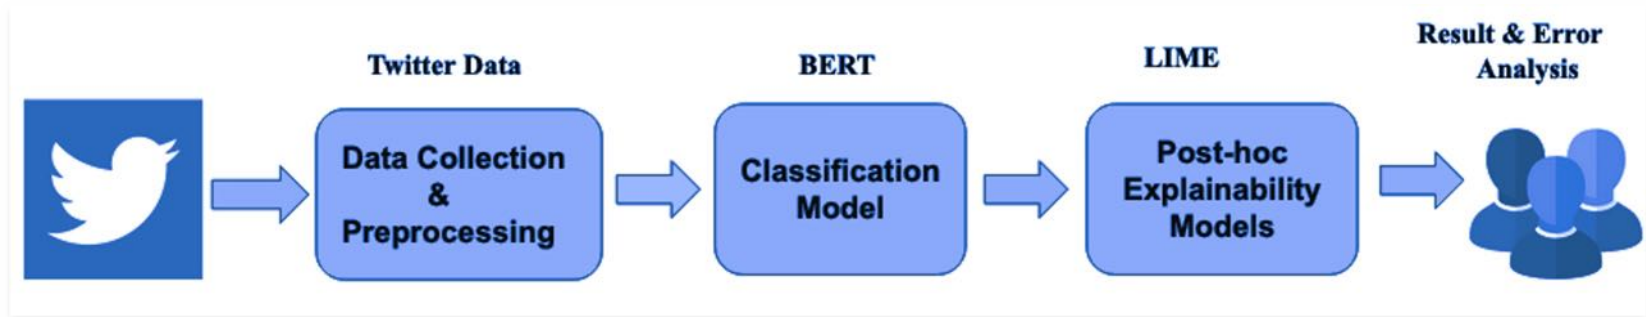 Twitter Data
Data Collection
&
Preprocessing
BERT
Classification
Model
LIME
Post-hoc
Explainability
Models
Result & Error
Analysis